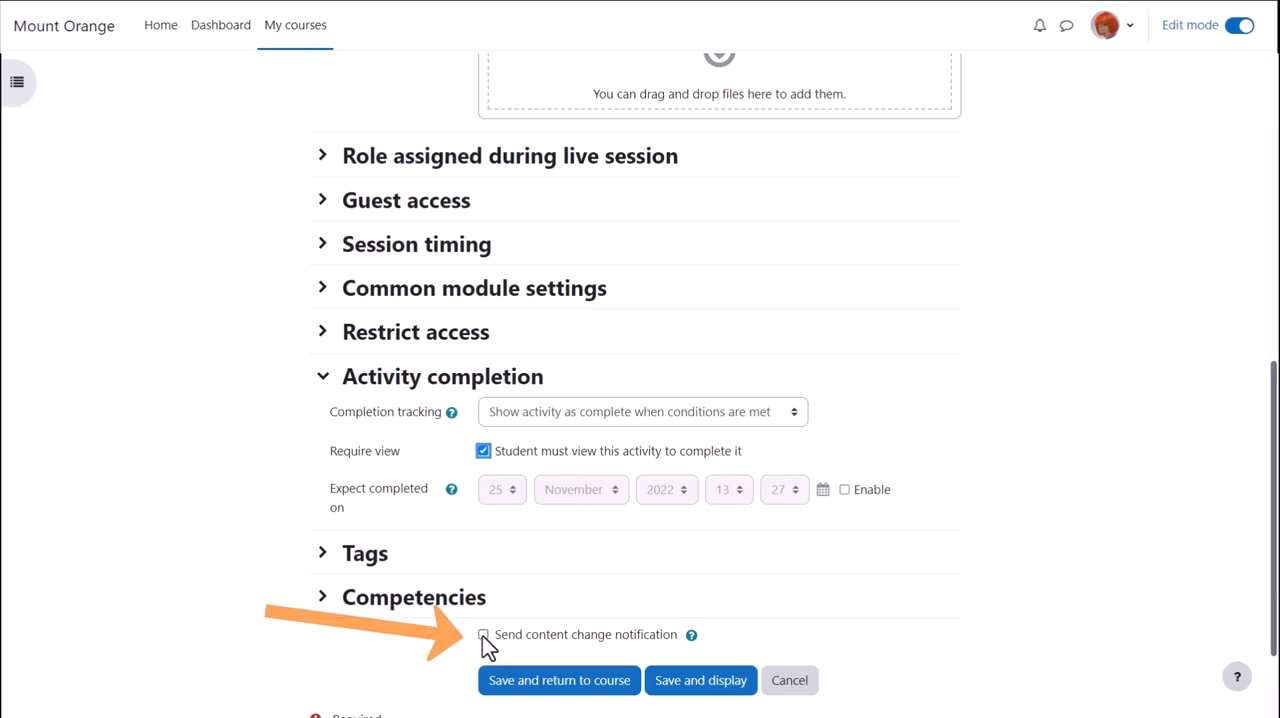 Mount Orange Home Dashboard My courses Edit mode
You can drag and drop files here to add them.
Role assigned during live session
Guest access
Session timing
Common module settings
Restrict access
Activity completion
Completion tracking ? Show activity as complete when conditions are met
Require view Student must view this activity to complete it
Expect completed on ? 25 November 2022 13 27 Enable
Tags
Competencies
Send content change notification ?
Save and return to course Save and display Cancel
?
Required